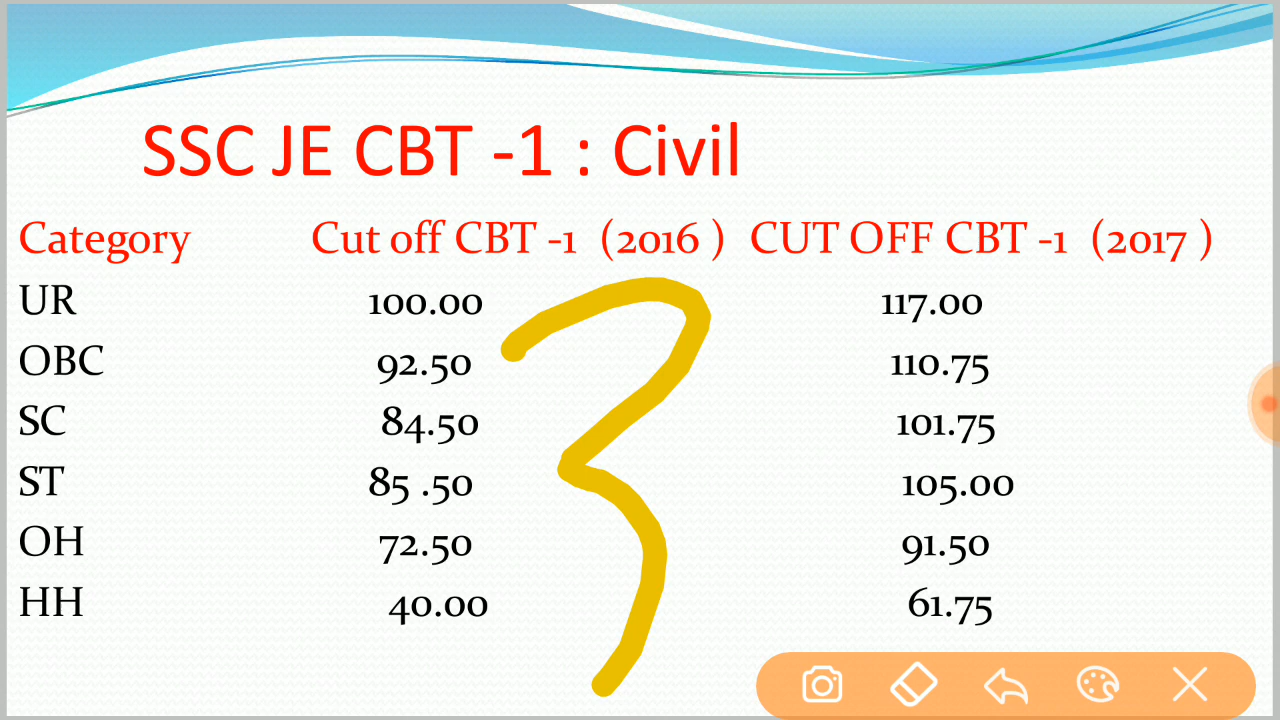 SSC JE CBT -1 : Civil
Category Cut off CBT -1 (2016 ) CUT OFF CBT -1 (2017 )
UR 100.00 117.00
OBC 92.50 110.75
SC 84.50 101.75
ST 85 .50 105.00
OH 72.50 91.50
HH 40.00 61.75
3